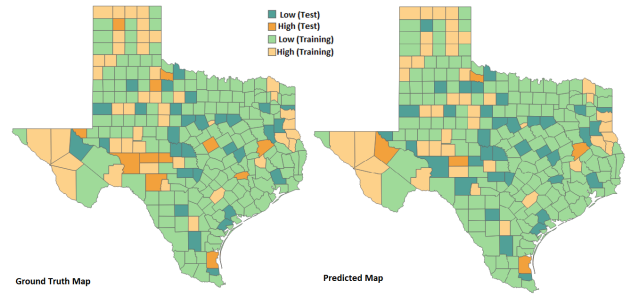 Low (Test)
High (Test)
Low (Training)
High (Training)
Ground Truth Map
Predicted Map